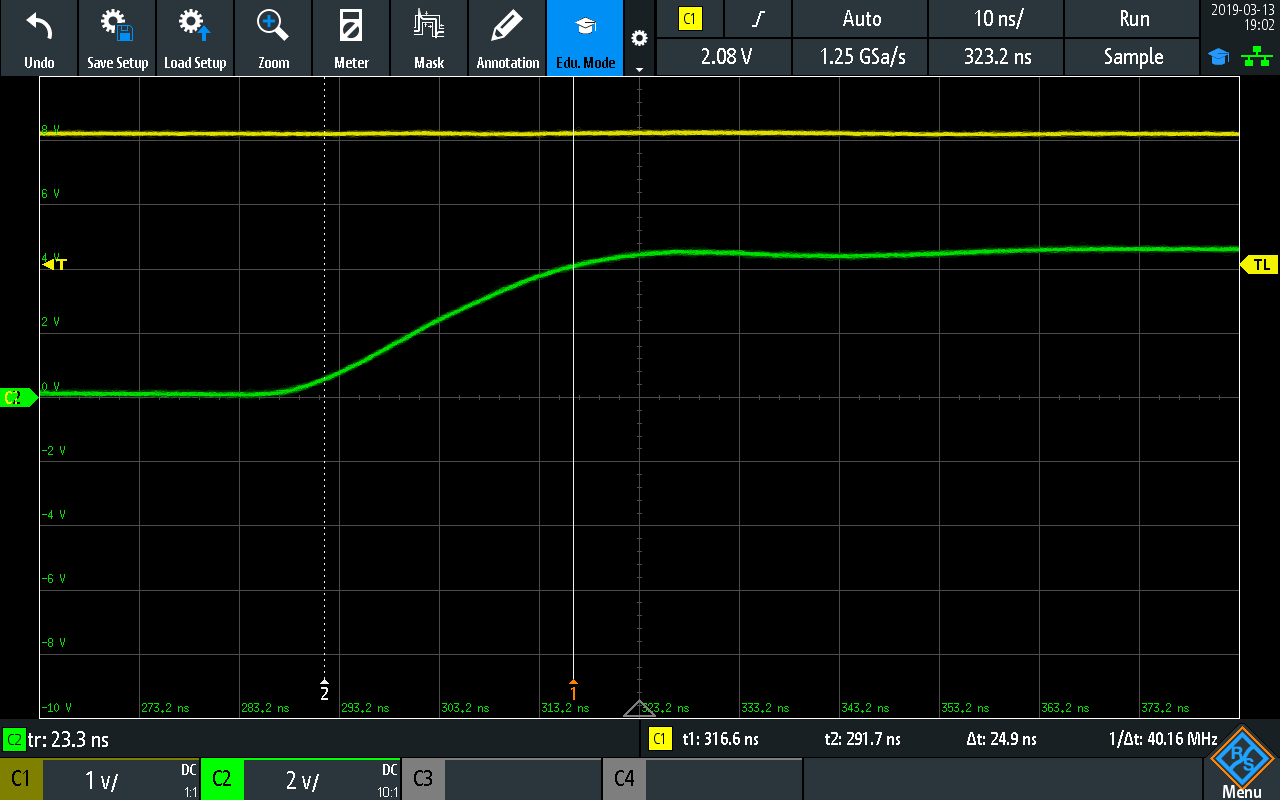 Undo
Save Setup
Load Setup
Zoom
Meter
Mask
Annotation
Edu. Mode
C1
Auto
10 ns/
Run
2019-03-13
19:02
2.08 V
1.25 GSa/s
323.2 ns
Sample
8 V
6 V
4 V
T
TL
2 V
0 V
C2
-2 V
-4 V
-6 V
-8 V
2
1
-10 V
273,2 ns
283,2 ns
293,2 ns
303,2 ns
313,2 ns
323,2 ns
333,2 ns
343,2 ns
353,2 ns
363,2 ns
373,2 ns
C2
tr: 23.3 ns
C1
t1: 316.6 ns
t2: 291.7 ns
Δt: 24.9 ns
1/Δt: 40.16 MHz
C1
1 v/
DC
1:1
C2
2 v/
DC
10:1
C3
C4
R S
Menu